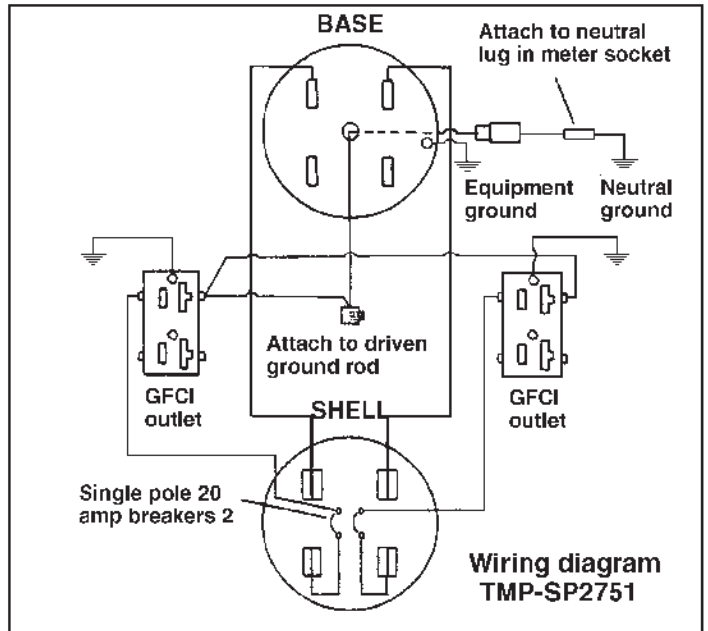 BASE
Attach to neutral
lug in meter socket
Equipment
ground
Neutral
ground
Attach to driven
ground rod
GFCI
outlet
GFCI
outlet
SHELL
Single pole 20
amp breakers 2
Wiring diagram
TMP-SP2751